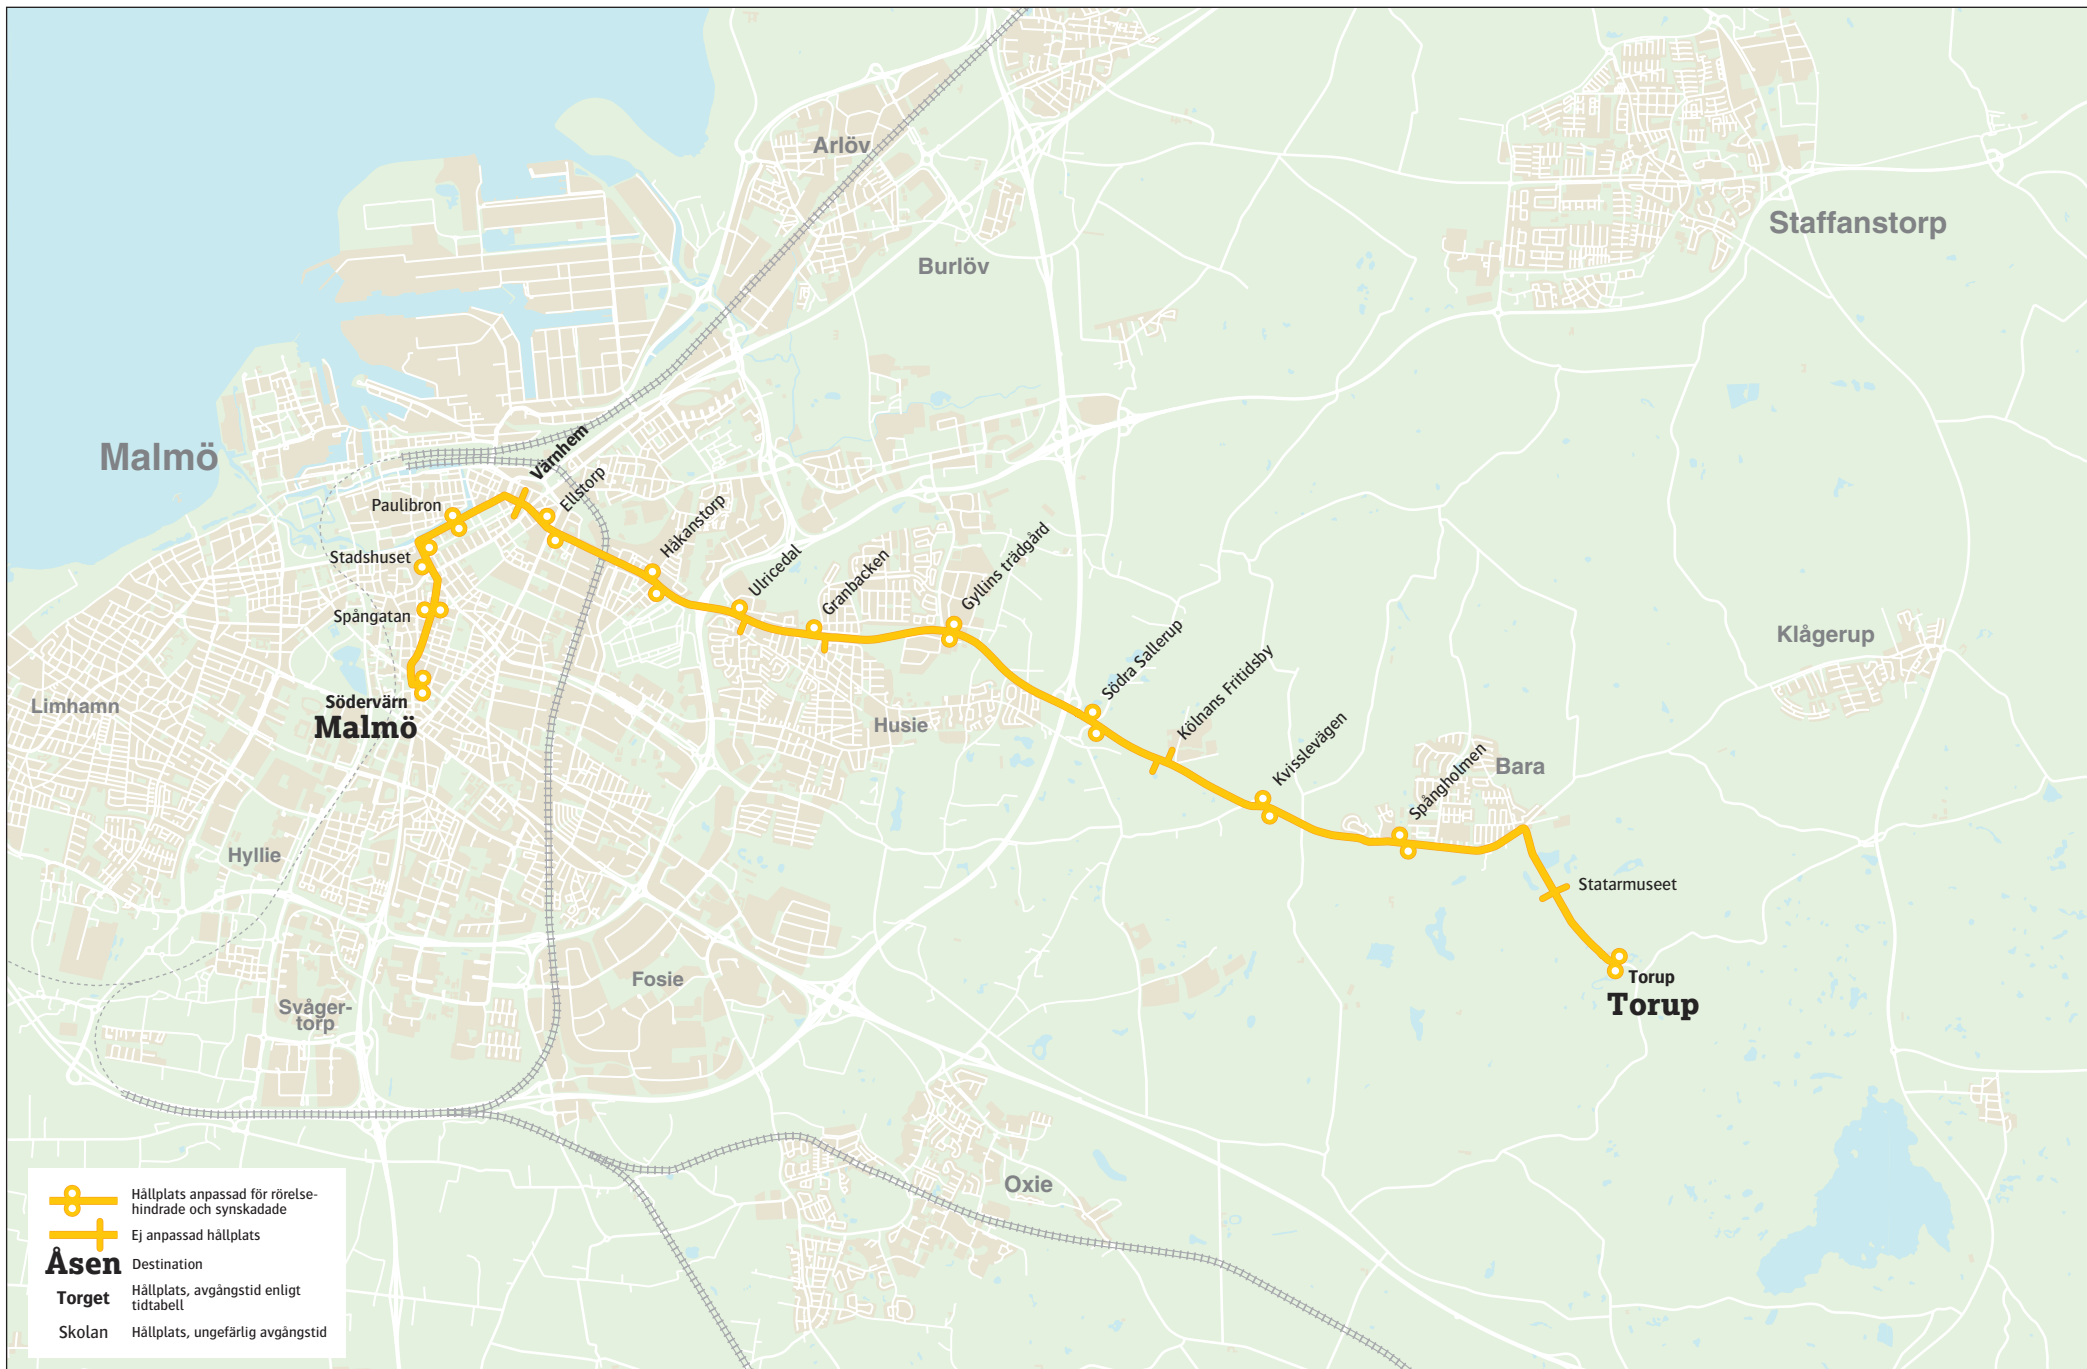 Arlöv
Staffanstorp
Burlöv
Malmö
Värnhem
Ellstorp
Paulibron
Håkanstorp
Stadshuset
Ulricedal
Granbacken
Gyllins trädgård
Spångatan
Klågerup
Södra Sallerup
Kölnans Fritidsby
Limhamn
Södervärn
Malmö
Husie
Kvisslevägen
Spångholmen
Bara
Hyllie
Statarmuseet
Fosie
Torup
Torup
Svåger-
torp
Oxie
Hållplats anpassad för rörelse-
hindrade och synskadade
Ej anpassad hållplats
Åsen Destination
Torget Hållplats, avgångstid enligt
tidtabell
Skolan Hållplats, ungefärlig avgångstid